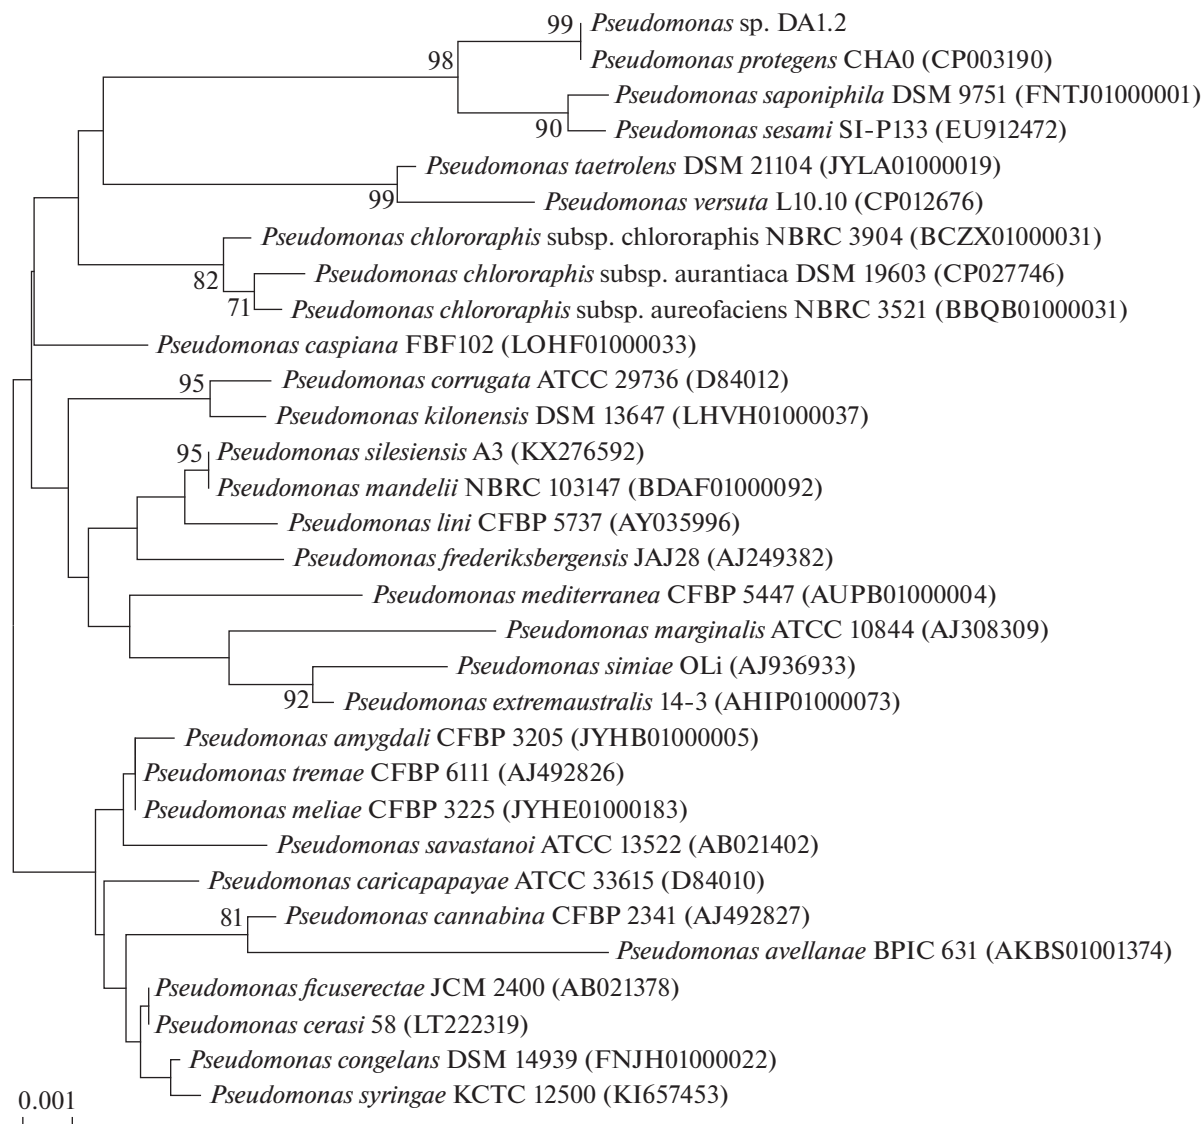 99 Pseudomonas sp. DA1.2
98
Pseudomonas protegens CHA0 (CP003190)
Pseudomonas saponiphila DSM 9751 (FNTJ01000001)
90 Pseudomonas sesami SI-P133 (EU912472)
Pseudomonas taetrolens DSM 21104 (JYLA01000019)
99 Pseudomonas versuta L10.10 (CP012676)
Pseudomonas chlororaphis subsp. chlororaphis NBRC 3904 (BCZX01000031)
82 Pseudomonas chlororaphis subsp. aurantiaca DSM 19603 (CP027746)
71 Pseudomonas chlororaphis subsp. aureofaciens NBRC 3521 (BBQB01000031)
Pseudomonas caspiana FBF102 (LOHF01000033)
95 Pseudomonas corrugata ATCC 29736 (D84012)
Pseudomonas kilonensis DSM 13647 (LHVH01000037)
95 Pseudomonas silesiensis A3 (KX276592)
Pseudomonas mandelii NBRC 103147 (BDAF01000092)
Pseudomonas lini CFBP 5737 (AY035996)
Pseudomonas frederiksbergensis JAJ28 (AJ249382)
Pseudomonas mediterranea CFBP 5447 (AUPB01000004)
Pseudomonas marginalis ATCC 10844 (AJ308309)
Pseudomonas simiae OLi (AJ936933)
92 Pseudomonas extremaustralis 14-3 (AHIP01000073)
Pseudomonas amygdali CFBP 3205 (JYHB01000005)
Pseudomonas tremae CFBP 6111 (AJ492826)
Pseudomonas meliae CFBP 3225 (JYHE01000183)
Pseudomonas savastanoi ATCC 13522 (AB021402)
Pseudomonas caricapapayae ATCC 33615 (D84010)
81 Pseudomonas cannabina CFBP 2341 (AJ492827)
Pseudomonas avellanae BPIC 631 (AKBS01001374)
Pseudomonas ficuserectae JCM 2400 (AB021378)
Pseudomonas cerasi 58 (LT222319)
Pseudomonas congelans DSM 14939 (FNJH01000022)
Pseudomonas syringae KCTC 12500 (KI657453)
0.001